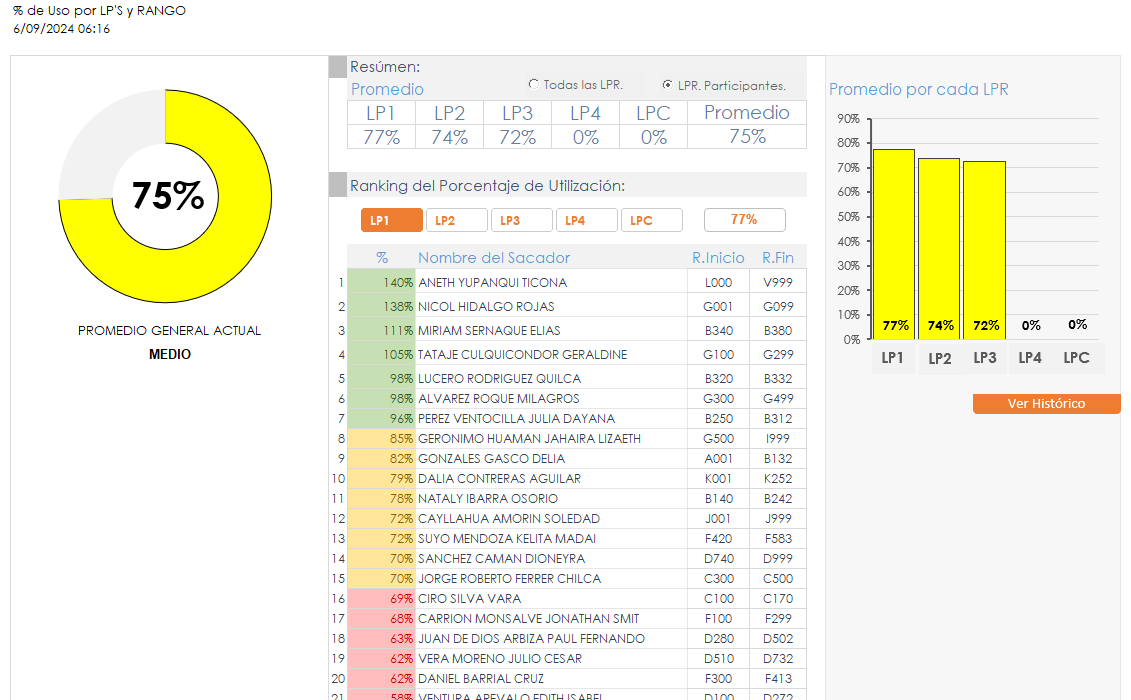 % de Uso por LP'S y RANGO
6/09/2024 06:16
75%
PROMEDIO GENERAL ACTUAL
MEDIO
Resúmen:
Promedio
Todas las LPR.
LPR. Participantes.
LP1 LP2 LP3 LP4 LPC Promedio
77% 74% 72% 0% 0% 75%
Ranking del Porcentaje de Utilización:
LP1 LP2 LP3 LP4 LPC 77%
% Nombre del Sacador R.Inicio R.Fin
1 140% ANETH YUPANQUI TICONA L000 V999
2 138% NICOL HIDALGO ROJAS G001 G099
3 111% MIRIAM SERNAQUE ELIAS B340 B380
4 105% TATAJE CULQUICONDOR GERALDINE G100 G299
5 98% LUCERO RODRIGUEZ QUILCA B320 B332
6 98% ALVAREZ ROQUE MILAGROS G300 G499
7 96% PEREZ VENTOCILLA JULIA DAYANA B250 B312
8 85% GERONIMO HUAMAN JAHAIRA LIZAETH G500 I999
9 82% GONZALES GASCO DELIA A001 B132
10 79% DALIA CONTRERAS AGUILAR K001 K252
11 78% NATALY IBARRA OSORIO B140 B242
12 72% CAYLLAHUA AMORIN SOLEDAD J001 J999
13 72% SUYO MENDOZA KELITA MADAI F420 F583
14 70% SANCHEZ CAMAN DIONEYRA D740 D999
15 70% JORGE ROBERTO FERRER CHILCA C300 C500
16 69% CIRO SILVA VARA C100 C170
17 68% CARRION MONSALVE JONATHAN SMIT F100 F299
18 63% JUAN DE DIOS ARBIZA PAUL FERNANDO D280 D502
19 62% VERA MORENO JULIO CESAR D510 D732
20 62% DANIEL BARRIAL CRUZ F300 F413
21 58% VENTURA AREVALO EDITH ISABEL D100 D272
Promedio por cada LPR
90%
80%
70%
60%
50%
40%
30%
20%
10%
0%
77% 74% 72% 0% 0%
LP1 LP2 LP3 LP4 LPC
Ver Histórico